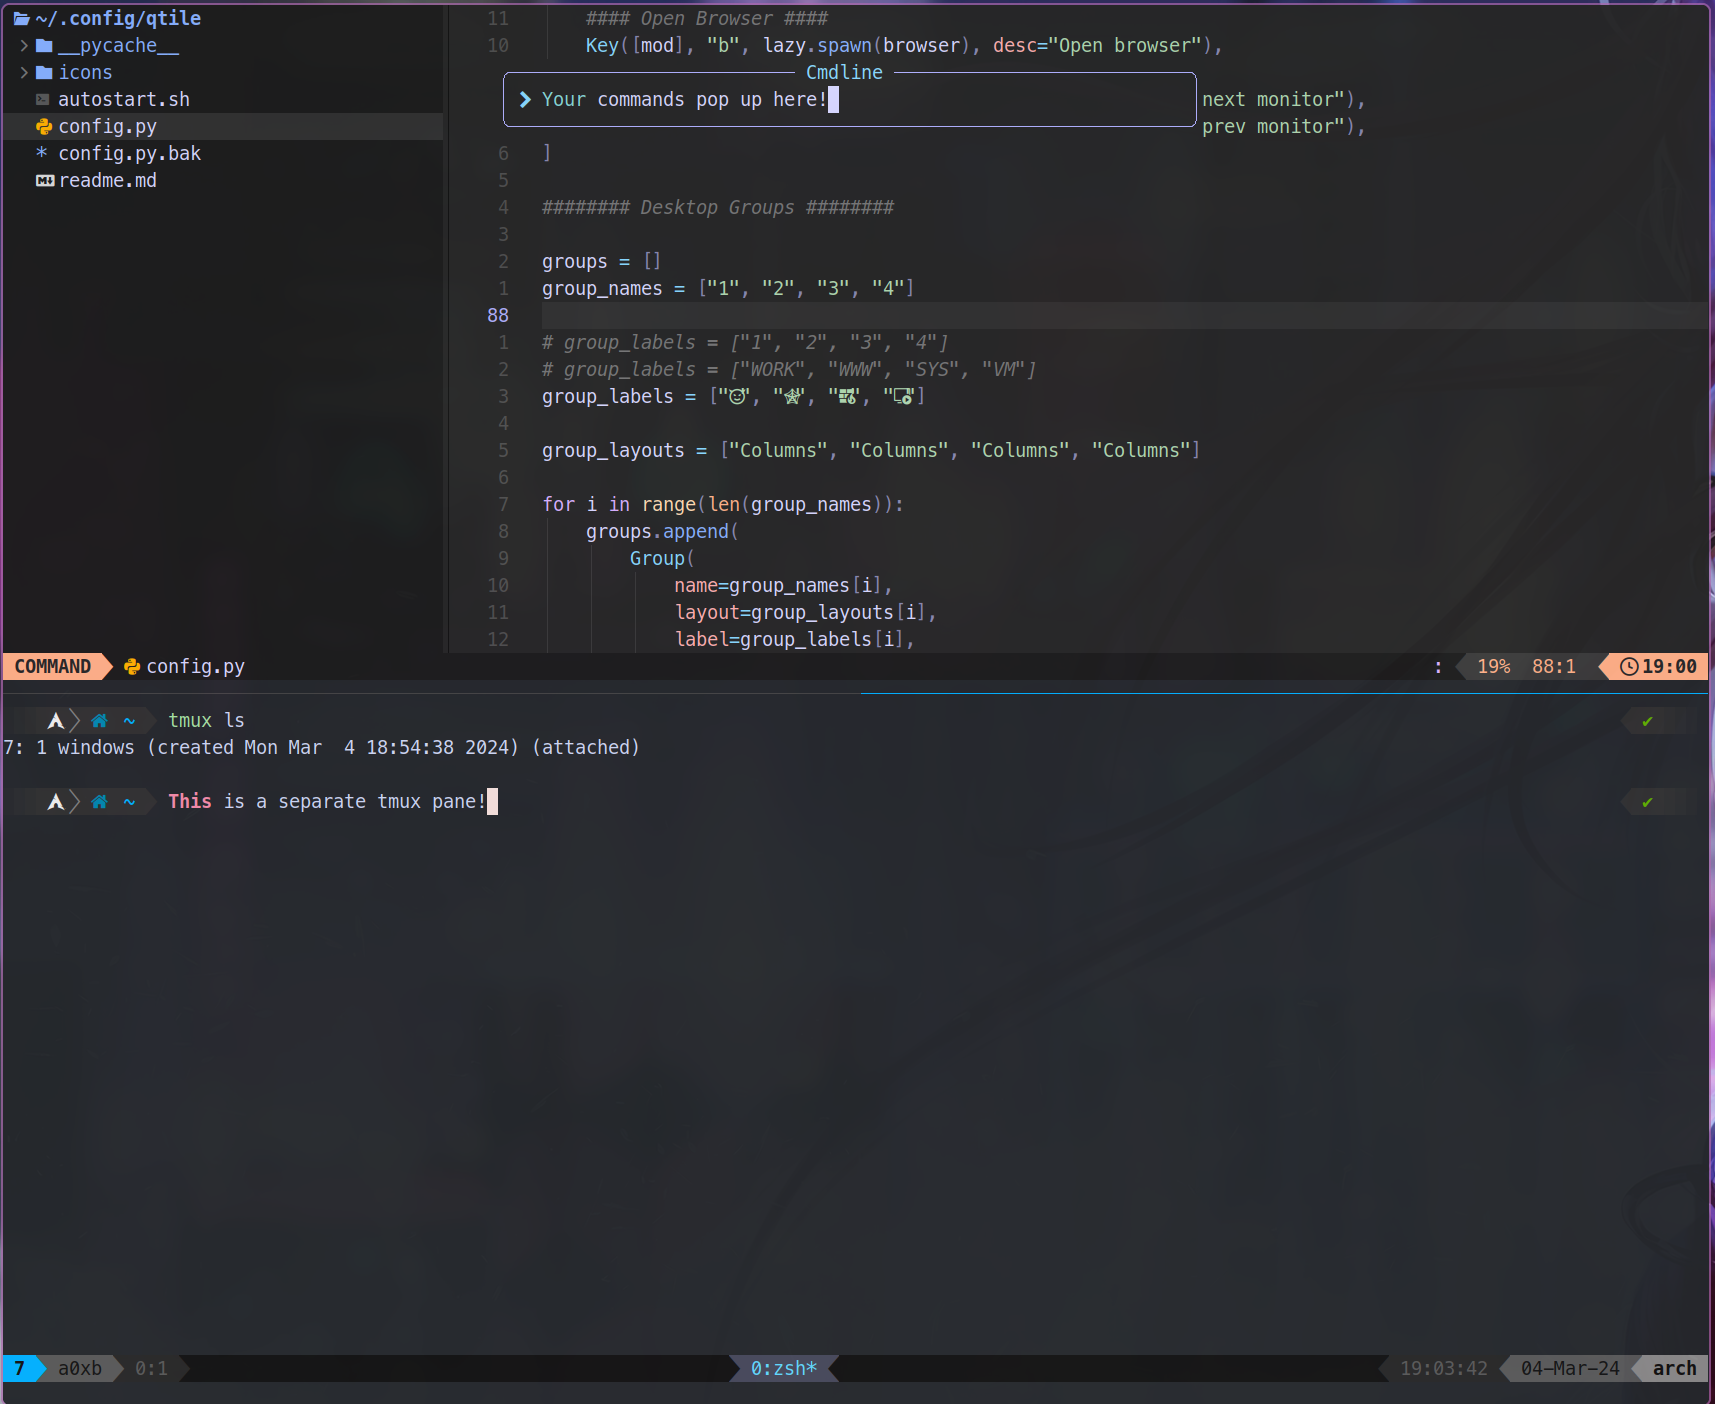 ~/.config/qtile
__pycache__
icons
autostart.sh
config.py
* config.py.bak
readme.md
11 #### Open Browser ####
10 Key([mod], "b", lazy.spawn(browser), desc="Open browser"),
Cmdline
Your commands pop up here!
next monitor"),
prev monitor"),
6 ]
5
4 ######## Desktop Groups ########
3
2 groups = []
1 group_names = ["1", "2", "3", "4"]
88
1 # group_labels = ["1", "2", "3", "4"]
2 # group_labels = ["WORK", "WWW", "SYS", "VM"]
3 group_labels = ["", "", "", ""]
4
5 group_layouts = ["Columns", "Columns", "Columns", "Columns"]
6
7 for i in range(len(group_names)):
8 groups.append(
9 Group(
10 name=group_names[i],
11 layout=group_layouts[i],
12 label=group_labels[i],
COMMAND config.py : 19% 88:1 19:00
~ tmux ls ✔
7: 1 windows (created Mon Mar  4 18:54:38 2024) (attached)
~ This is a separate tmux pane! ✔
7 a0xb 0:1 0:zsh* 19:03:42 04-Mar-24 arch